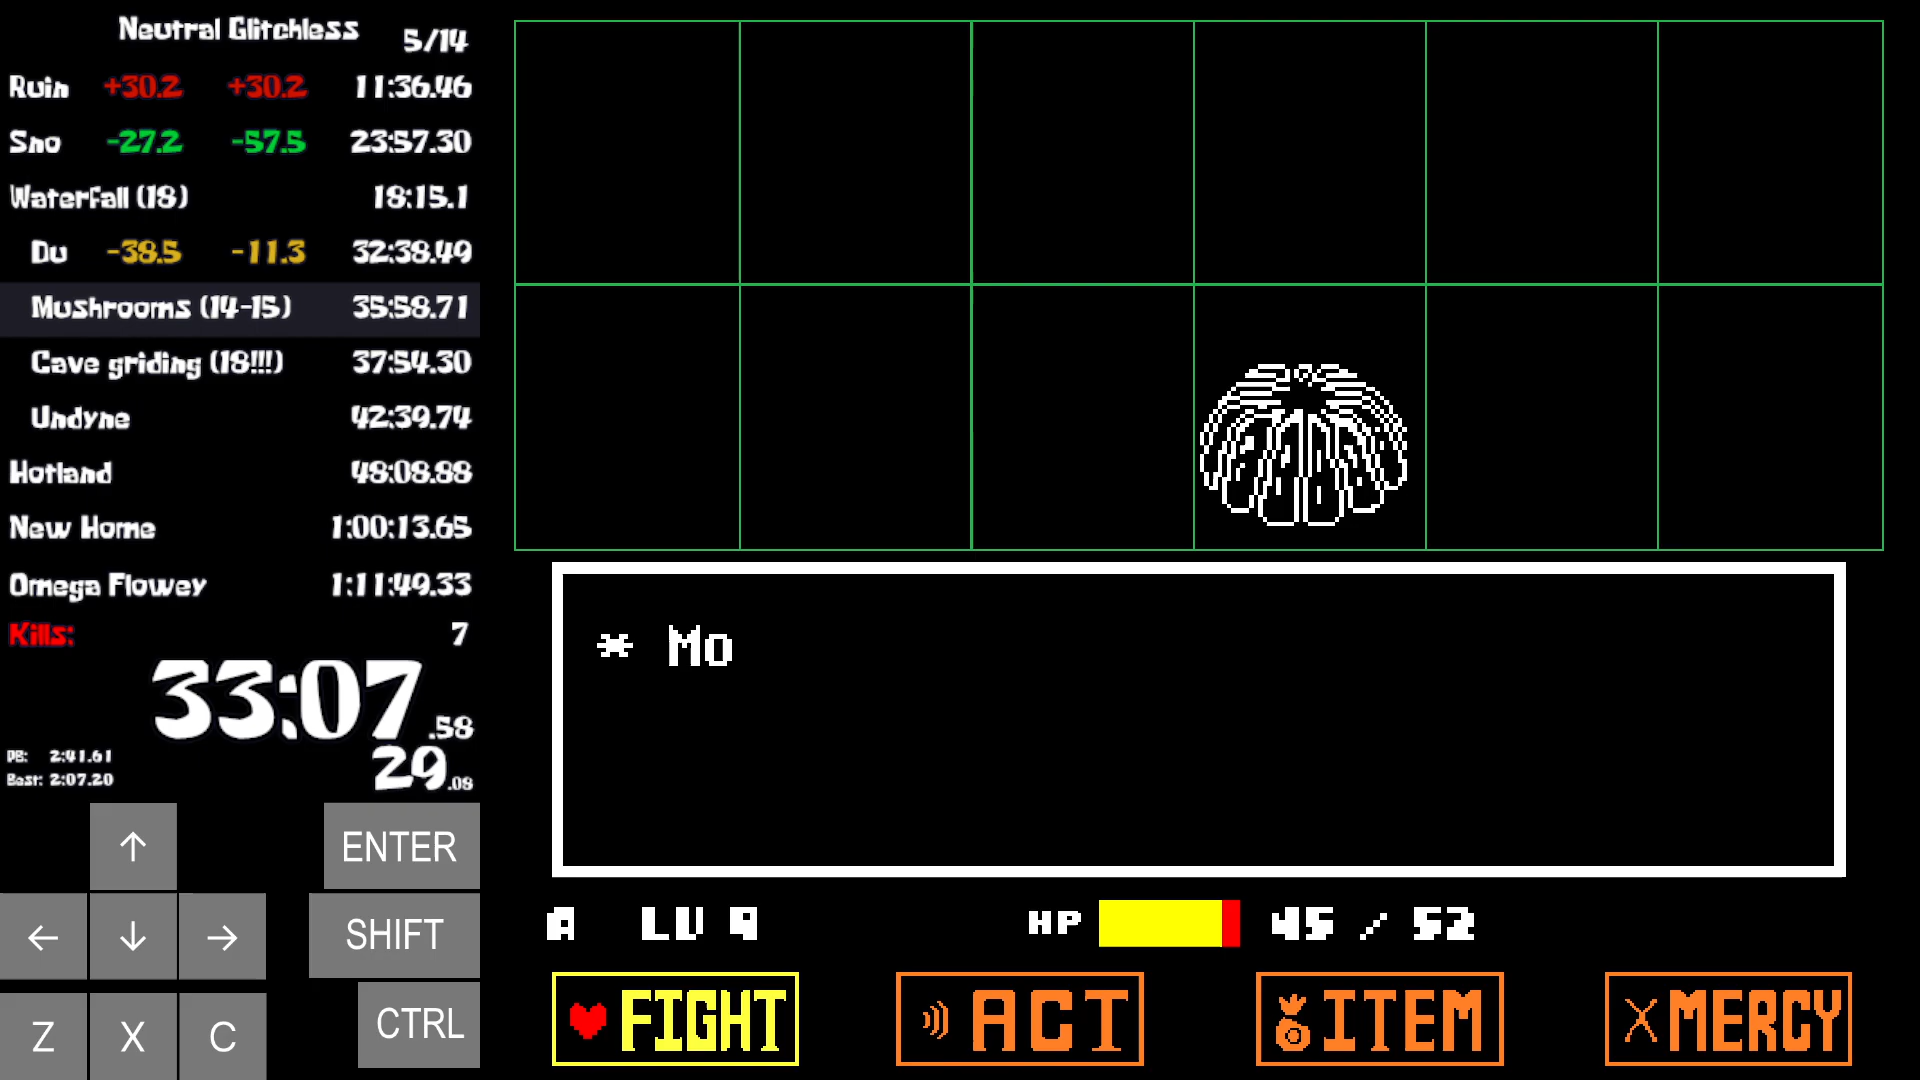 Neutral Glitchless
5/14
Ruin +30.2 +30.2 11:36.46
Sno -27.2 -57.5 23:57.30
Waterfall (18) 18:15.1
Du -38.5 -11.3 32:38.49
Mushrooms (14-15) 35:58.71
Cave griding (18!!!) 37:54.30
Undyne 42:39.74
Hotland 48:08.88
New Home 1:00:13.65
Omega Flowey 1:11:49.33
Kills: 7
33:07.58
PB: 2:41.61
Best: 2:07.20
29.08
↑ ENTER
← ↓ → SHIFT
Z X C CTRL
* Mo
A LV 9 HP 45 / 52
FIGHT ACT ITEM MERCY